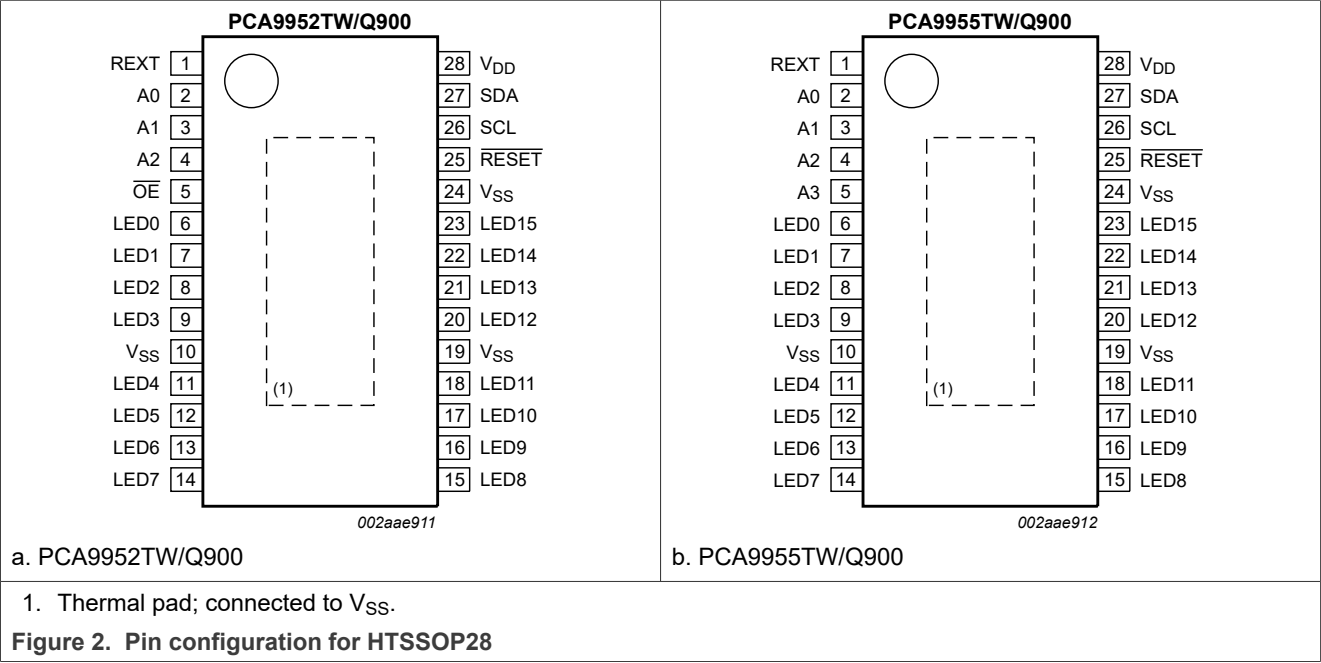 PCA9952TW/Q900
REXT 1
A0 2
A1 3
A2 4
OE 5
LED0 6
LED1 7
LED2 8
LED3 9
VSS 10
LED4 11
LED5 12
LED6 13
LED7 14
28 VDD
27 SDA
26 SCL
25 RESET
24 VSS
23 LED15
22 LED14
21 LED13
20 LED12
19 VSS
18 LED11
17 LED10
16 LED9
15 LED8
(1)
002aae911
a. PCA9952TW/Q900
PCA9955TW/Q900
REXT 1
A0 2
A1 3
A2 4
A3 5
LED0 6
LED1 7
LED2 8
LED3 9
VSS 10
LED4 11
LED5 12
LED6 13
LED7 14
28 VDD
27 SDA
26 SCL
25 RESET
24 VSS
23 LED15
22 LED14
21 LED13
20 LED12
19 VSS
18 LED11
17 LED10
16 LED9
15 LED8
(1)
002aae912
b. PCA9955TW/Q900
1. Thermal pad; connected to VSS.
Figure 2. Pin configuration for HTSSOP28